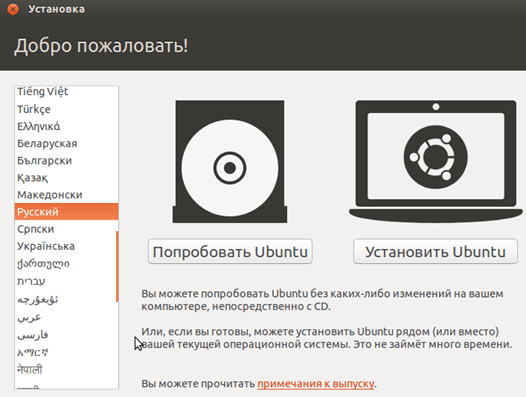 Установка
Добро пожаловать!
Tiếng Việt
Türkçe
Ελληνικά
Беларуская
Български
Қазақ
Македонски
Русский
Српски
Українська
ქართული
עברית
ئۇيغۇرچە
عربي
فارسی
አማርኛ
नेपाली
Попробовать Ubuntu
Установить Ubuntu
Вы можете попробовать Ubuntu без каких-либо изменений на вашем
компьютере, непосредственно с CD.
Или, если вы готовы, можете установить Ubuntu рядом (или вместо)
вашей текущей операционной системы. Это не займёт много времени.
Вы можете прочитать примечания к выпуску.